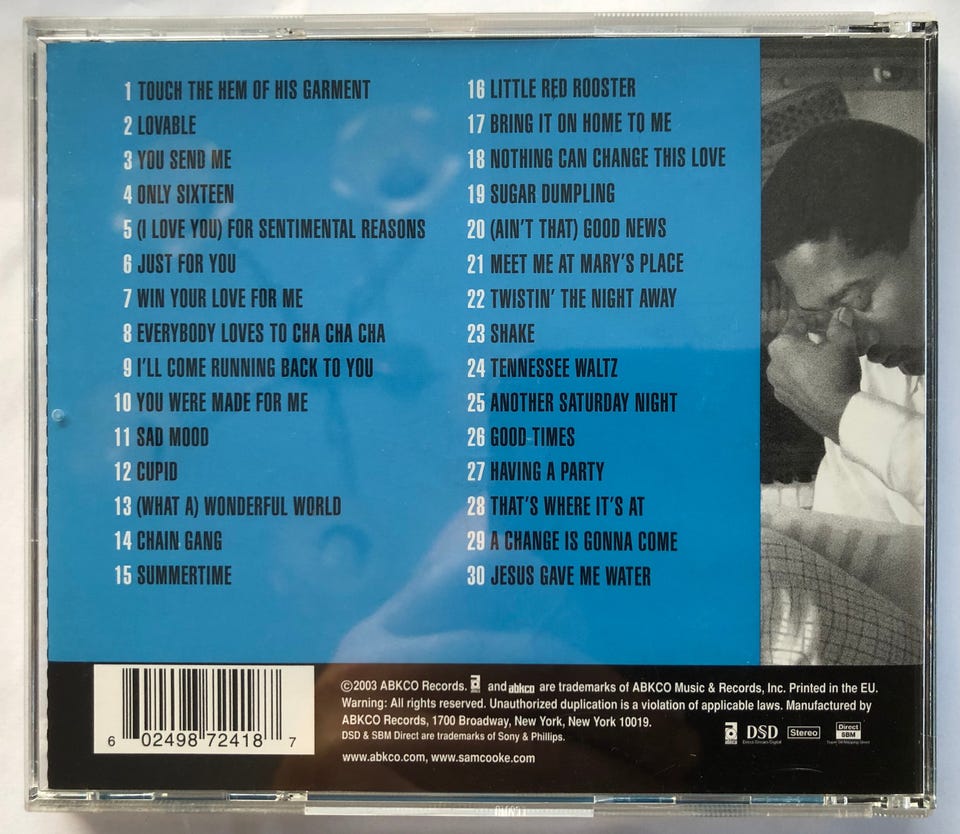 1 TOUCH THE HEM OF HIS GARMENT
2 LOVABLE
3 YOU SEND ME
4 ONLY SIXTEEN
5 (I LOVE YOU) FOR SENTIMENTAL REASONS
6 JUST FOR YOU
7 WIN YOUR LOVE FOR ME
8 EVERYBODY LOVES TO CHA CHA CHA
9 I'LL COME RUNNING BACK TO YOU
10 YOU WERE MADE FOR ME
11 SAD MOOD
12 CUPID
13 (WHAT A) WONDERFUL WORLD
14 CHAIN GANG
15 SUMMERTIME
16 LITTLE RED ROOSTER
17 BRING IT ON HOME TO ME
18 NOTHING CAN CHANGE THIS LOVE
19 SUGAR DUMPLING
20 (AIN'T THAT) GOOD NEWS
21 MEET ME AT MARY'S PLACE
22 TWISTIN' THE NIGHT AWAY
23 SHAKE
24 TENNESSEE WALTZ
25 ANOTHER SATURDAY NIGHT
26 GOOD TIMES
27 HAVING A PARTY
28 THAT'S WHERE IT'S AT
29 A CHANGE IS GONNA COME
30 JESUS GAVE ME WATER
6 02498 72418 7
©2003 ABKCO Records. a abkco and abkco are trademarks of ABKCO Music & Records, Inc. Printed in the EU.
Warning: All rights reserved. Unauthorized duplication is a violation of applicable laws. Manufactured by
ABKCO Records, 1700 Broadway, New York, New York 10019.
DSD & SBM Direct are trademarks of Sony & Phillips.
www.abkco.com, www.samcooke.com
a abkco DSD Stereo Direct SBM
Direct Stream Digital